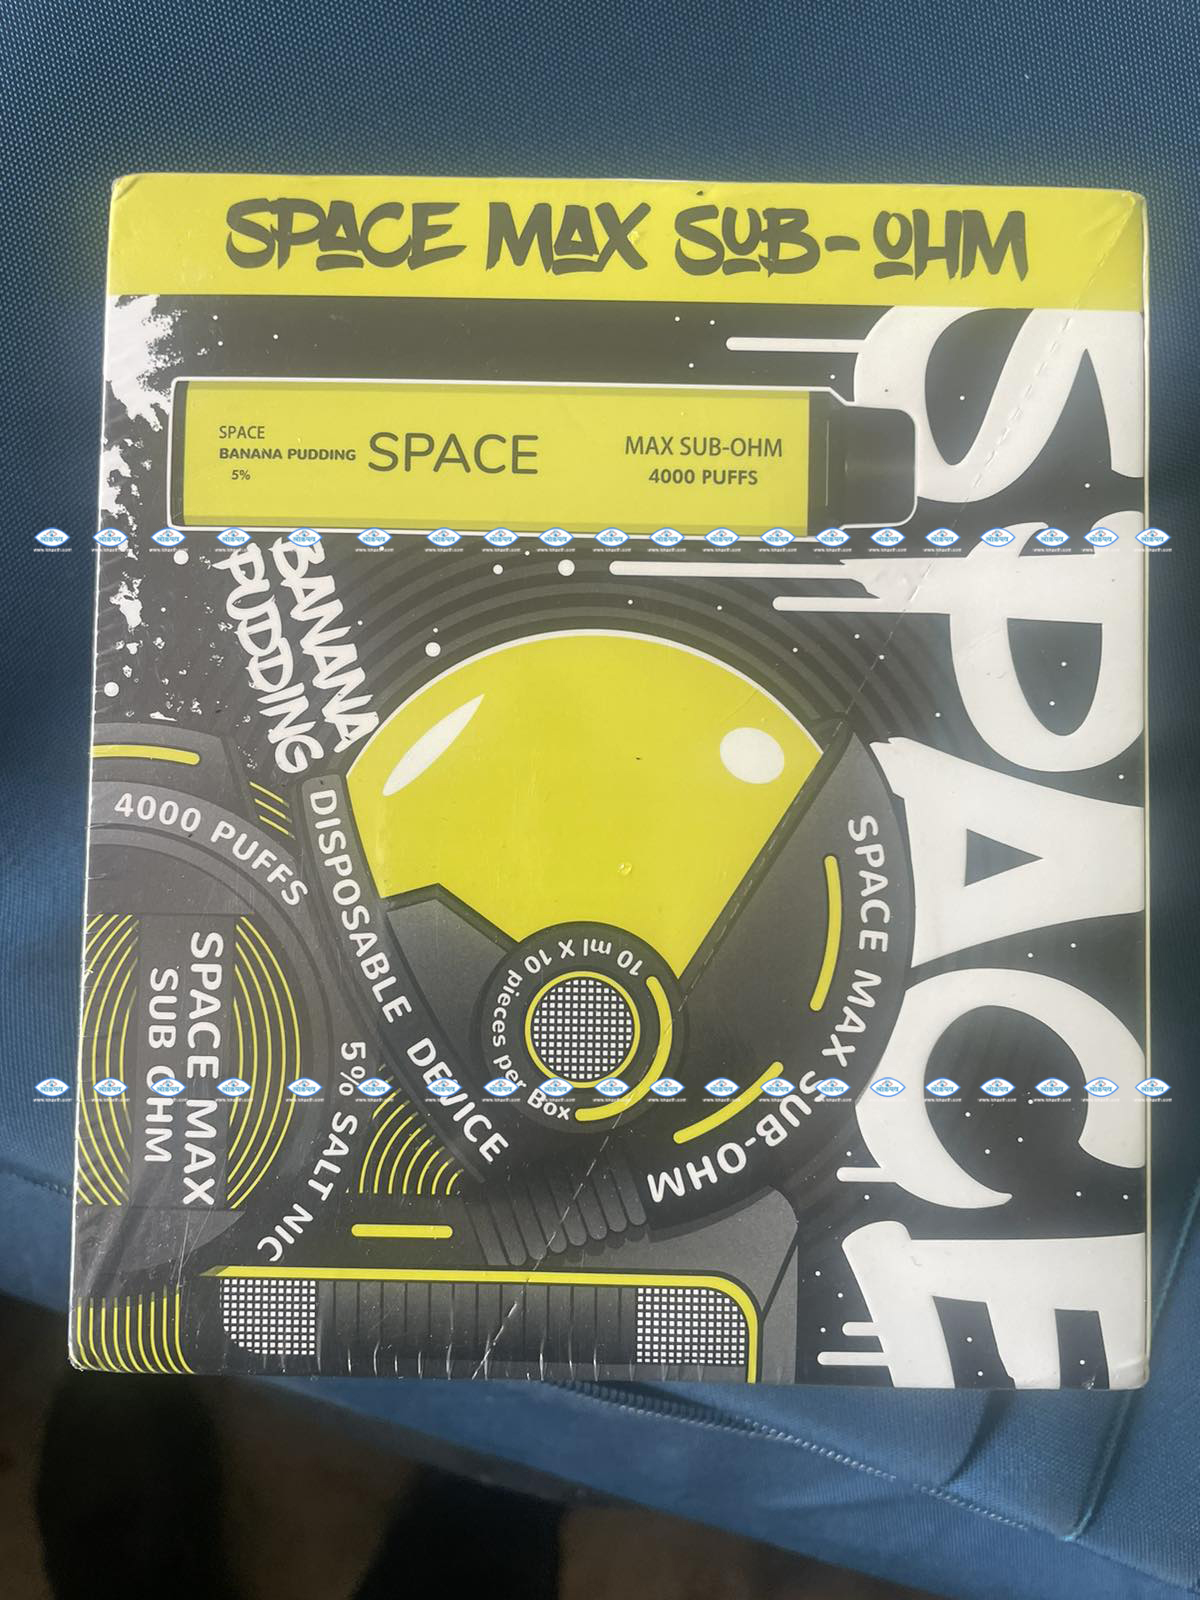 SPACE MAX SUB-OHM
SPACE
BANANA PUDDING
5%
SPACE
MAX SUB-OHM
4000 PUFFS
SPACE
BANANA
PUDDING
4000 PUFFS
DISPOSABLE DEVICE
SPACE MAX SUB-OHM
10 ml X 10 pieces per Box
SPACE MAX
SUB OHM
5% SALT NIC